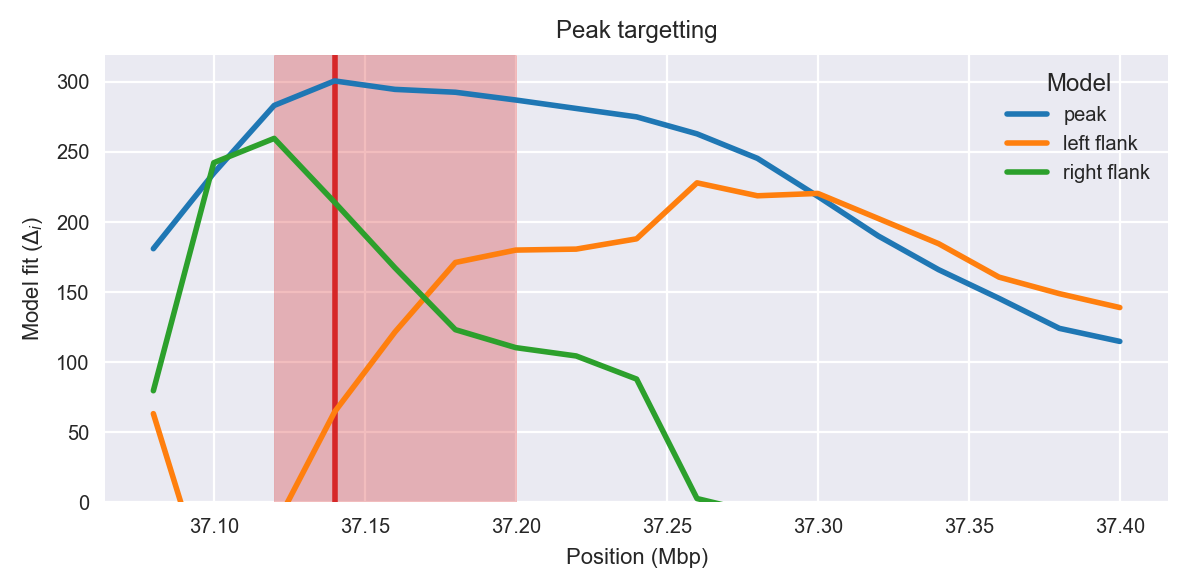 Peak targetting
Model
peak
left flank
right flank
Model fit (Δᵢ)
300
250
200
150
100
50
0
37.10 37.15 37.20 37.25 37.30 37.35 37.40
Position (Mbp)